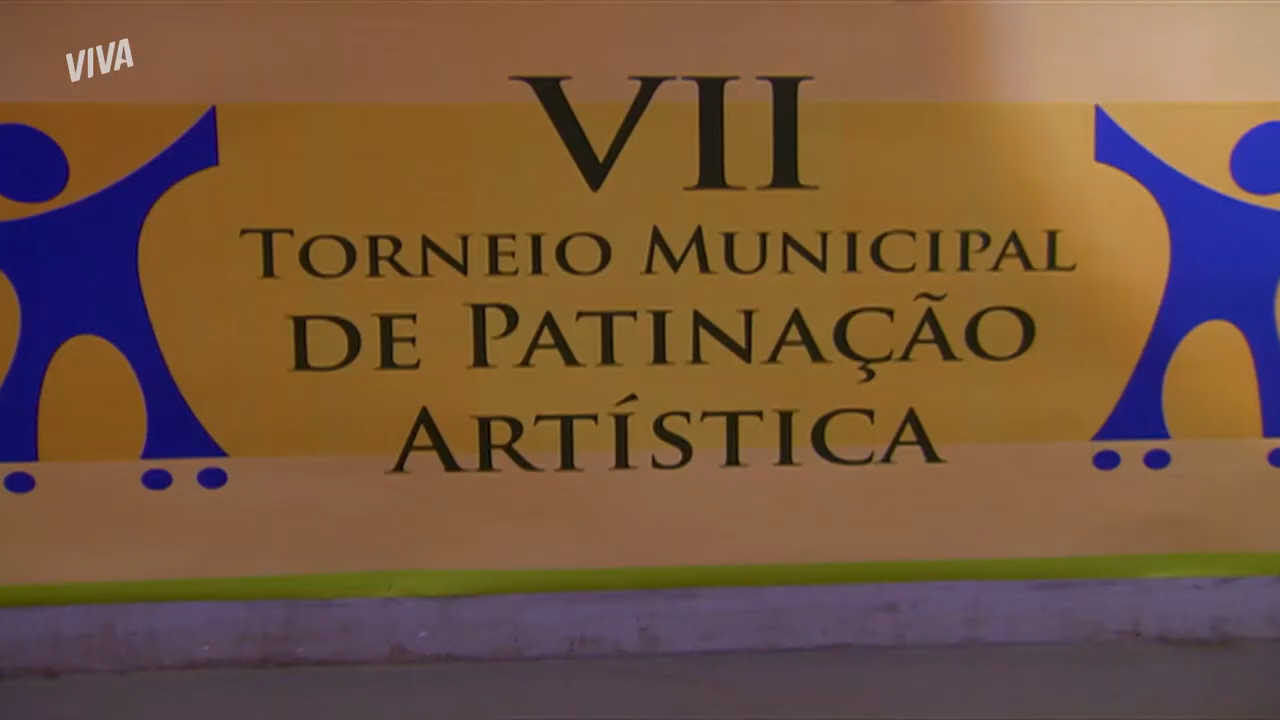 VIVA
VII
TORNEIO MUNICIPAL
DE PATINAÇÃO
ARTÍSTICA